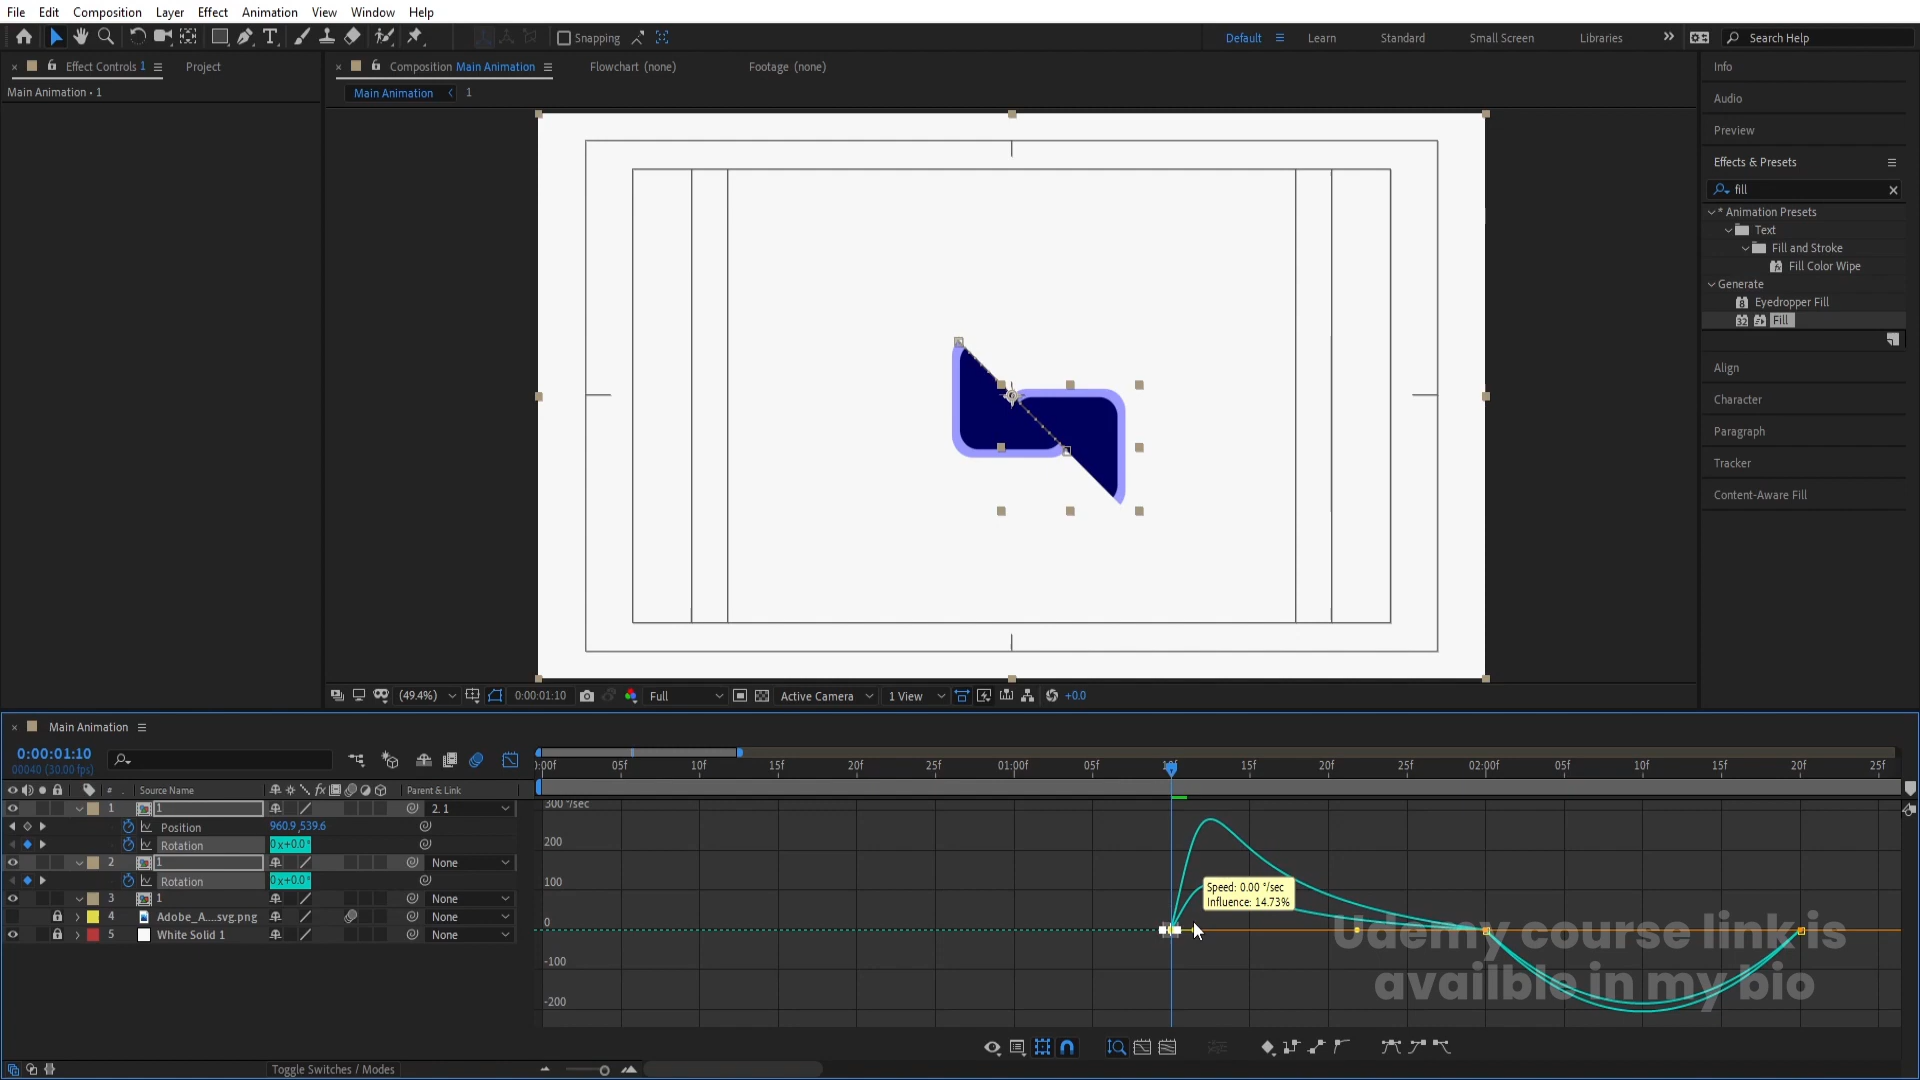 File Edit Composition Layer Effect Animation View Window Help
Snapping Default Learn Standard Small Screen Libraries Search Help
Effect Controls 1 Project Composition Main Animation Flowchart (none) Footage (none) Info
Main Animation • 1 Main Animation 1
Audio
Preview
Effects & Presets
fill
* Animation Presets
Text
Fill and Stroke
Fill Color Wipe
Generate
Eyedropper Fill
32 Fill
Align
Character
Paragraph
Tracker
Content-Aware Fill
(49.4%) 0:00:01:10 Full Active Camera 1 View +0.0
Main Animation
0:00:01:10
00040 (30.00 fps)
:00f 05f 10f 15f 20f 25f 01:00f 05f 10f 15f 20f 25f 02:00f 05f 10f 15f 20f 25f
# Source Name fx Parent & Link
1 1 2. 1
Position 960.9,539.6
Rotation 0x+0.0°
2 1 None
Rotation 0x+0.0°
3 1 None
4 Adobe_A....svg.png None
5 White Solid 1 None
300 °/sec
200
100
0
-100
-200
Speed: 0.00 °/sec
Influence: 14.73%
Udemy course link is
availble in my bio
Toggle Switches / Modes